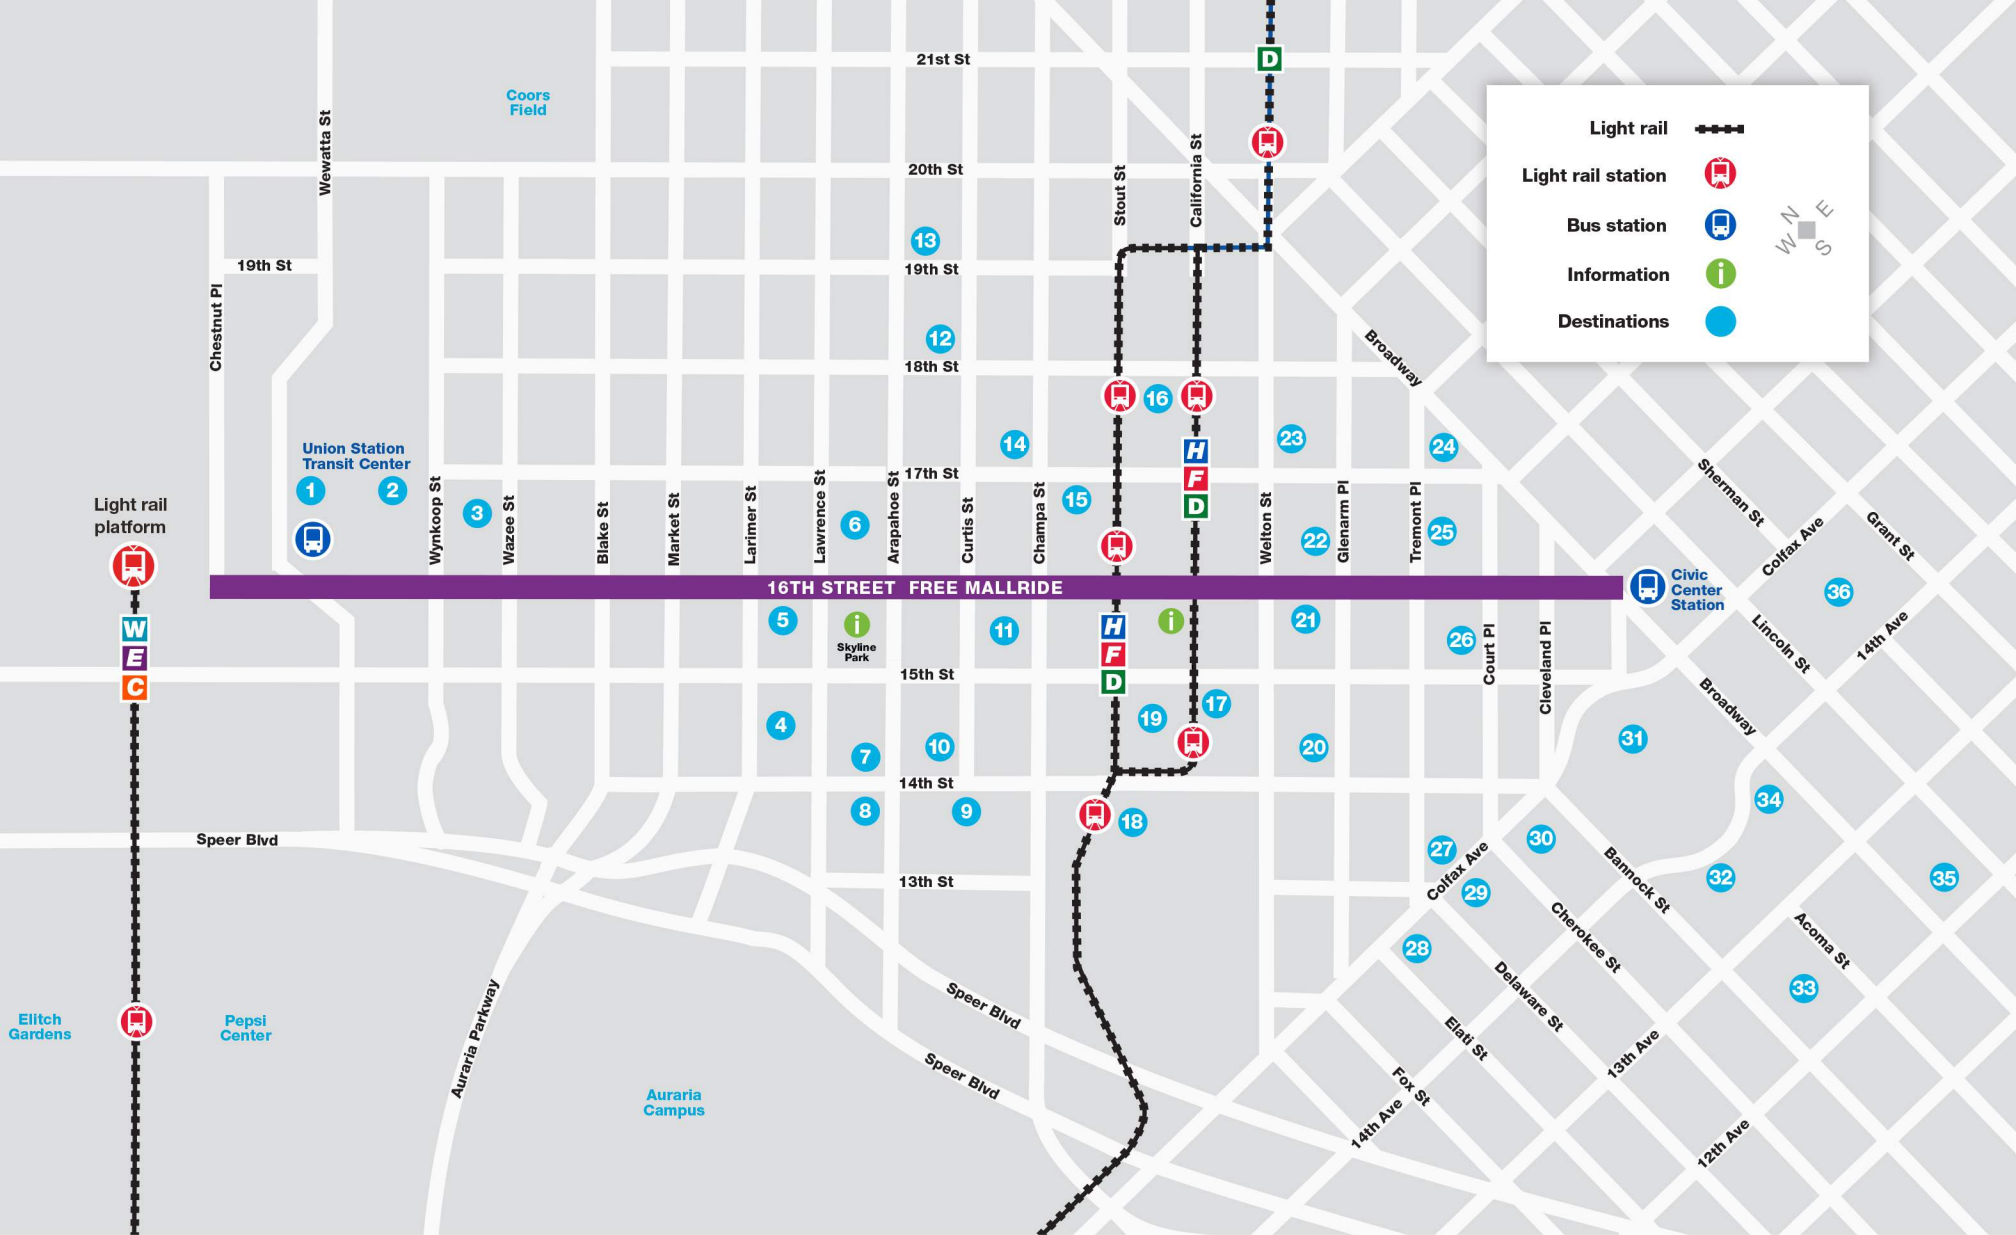 21st St
D
Coors
Field
Wewatta St
20th St
Stout St
California St
Light rail
Light rail station
Bus station
Information
i
Destinations
N
E
W
S
13
19th St
19th St
Chestnut Pl
12
18th St
Broadway
16
Union Station
Transit Center
1
2
14
H
F
D
23
24
17th St
Light rail
platform
3
Wynkoop St
Wazee St
Blake St
Market St
Larimer St
Lawrence St
6
Arapahoe St
Curtis St
Champa St
15
Welton St
22
Glenarm Pl
Tremont Pl
25
Sherman St
Colfax Ave
Grant St
16TH STREET FREE MALLRIDE
Civic
Center
Station
36
W
E
C
5
i
Skyline
Park
11
H
F
D
i
21
26
Court Pl
Cleveland Pl
Lincoln St
14th Ave
15th St
4
7
10
19
17
20
31
Broadway
14th St
8
9
18
34
Speer Blvd
13th St
27
Colfax Ave
29
30
Bannock St
32
35
28
Cherokee St
Acoma St
Delaware St
33
Elitch
Gardens
Pepsi
Center
Auraria Parkway
Speer Blvd
Speer Blvd
Elati St
13th Ave
Auraria
Campus
Fox St
14th Ave
12th Ave